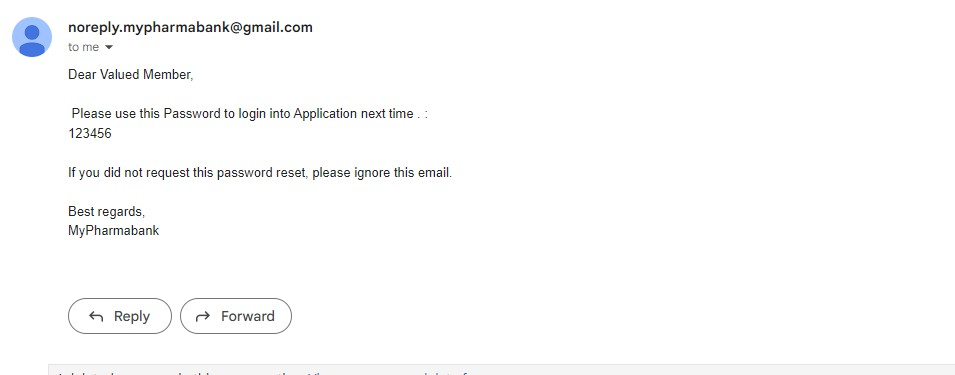 noreply.mypharmabank@gmail.com
to me
Dear Valued Member,
Please use this Password to login into Application next time . :
123456
If you did not request this password reset, please ignore this email.
Best regards,
MyPharmabank
Reply
Forward